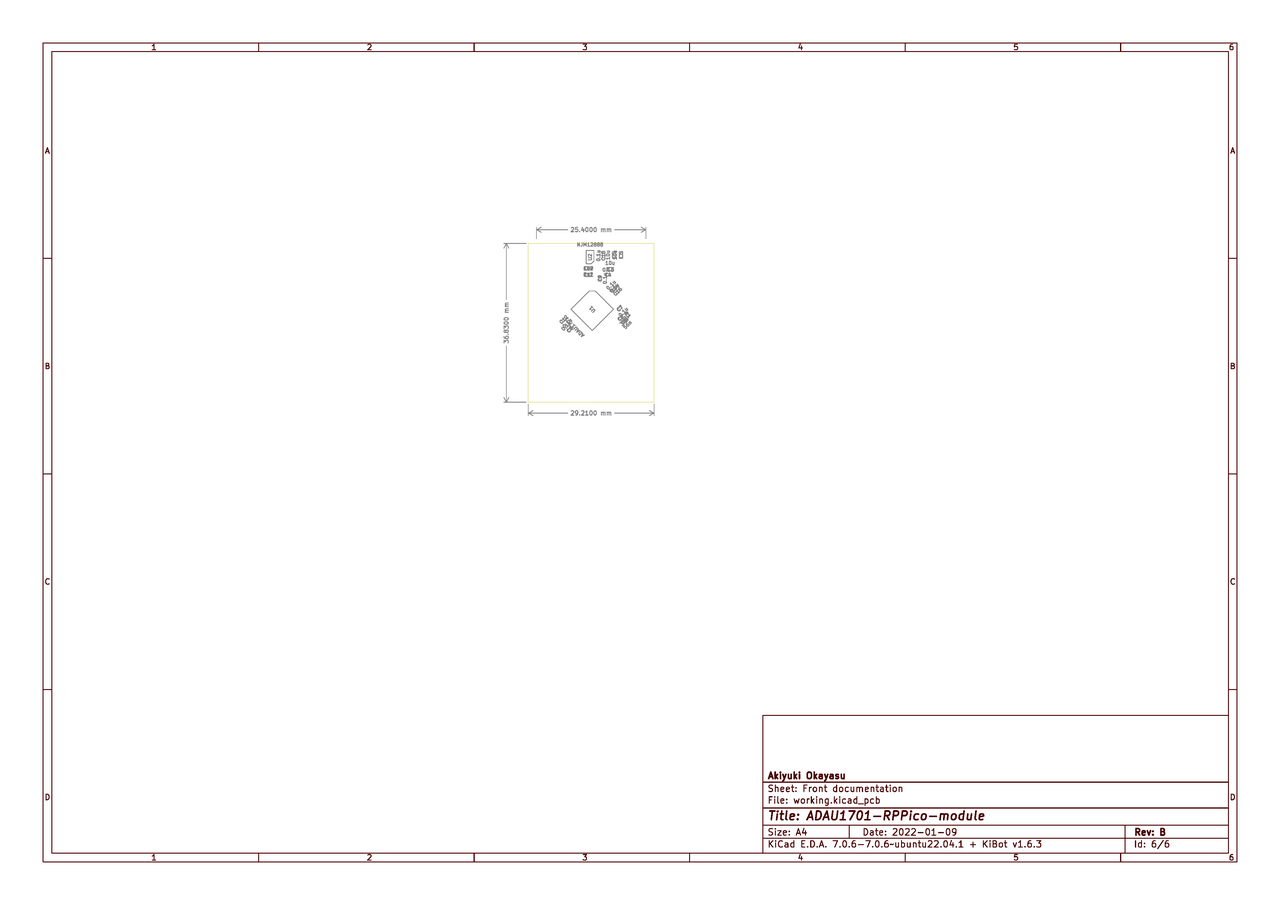 1 2 3 4 5 6
A A
25.4000 mm
NJM12888
U2
10u
36.8300 mm
U1
B B
29.2100 mm
C C
Akiyuki Okayasu
Sheet: Front documentation
File: working.kicad_pcb
D D
Title: ADAU1701-RPPico-module
Size: A4 Date: 2022-01-09 Rev: B
KiCad E.D.A. 7.0.6-7.0.6~ubuntu22.04.1 + KiBot v1.6.3 Id: 6/6
1 2 3 4 5 6